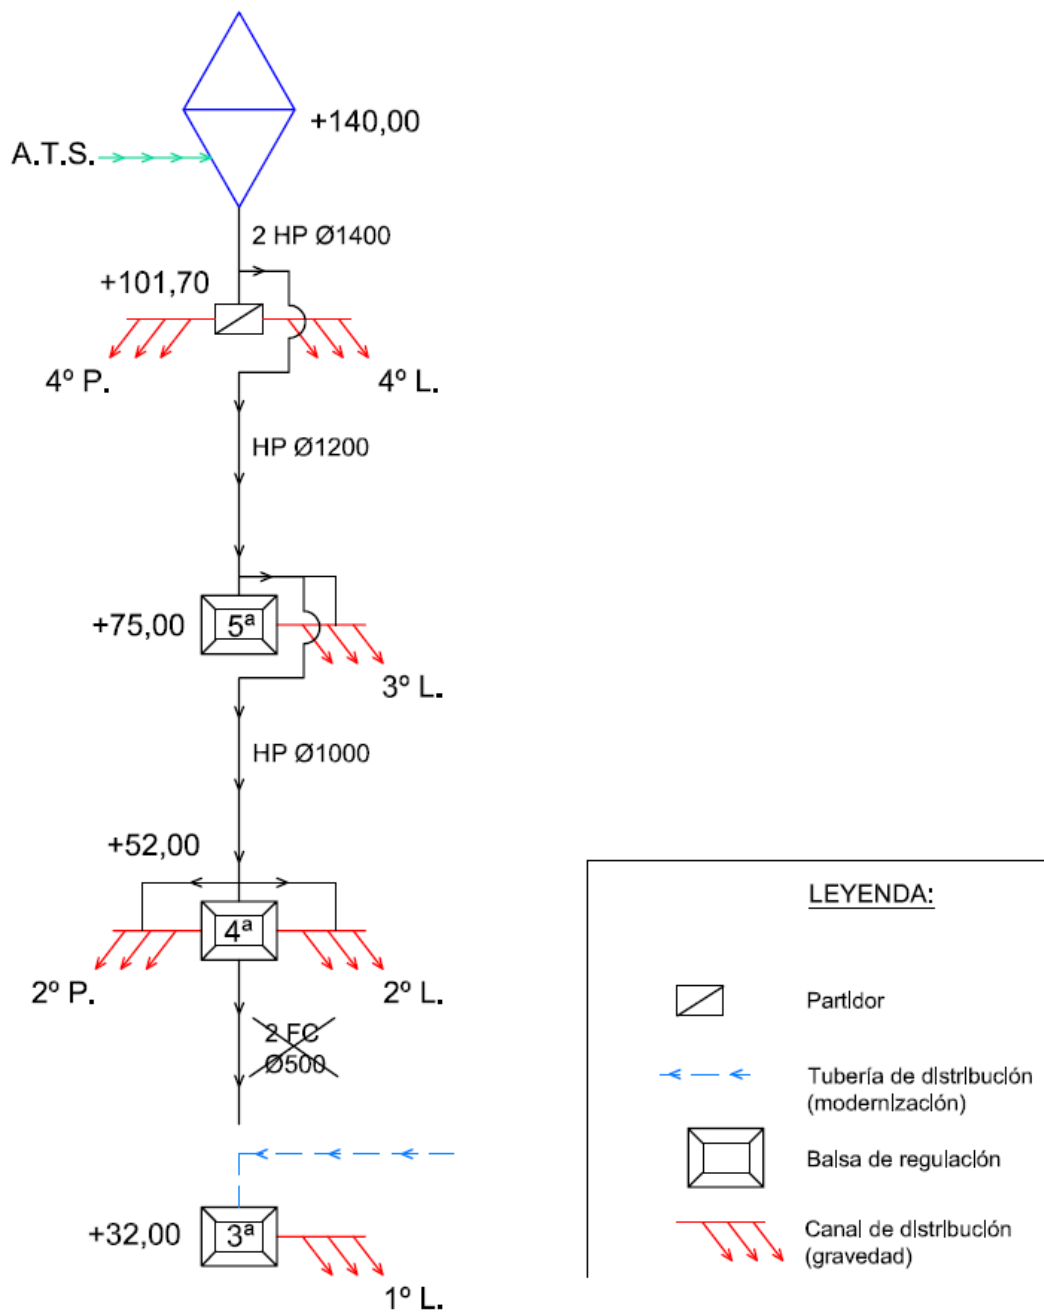 +140,00
A.T.S.
2 HP Ø1400
+101,70
4º P.
4º L.
HP Ø1200
+75,00
5ª
3º L.
HP Ø1000
+52,00
4ª
2º P.
2º L.
2 FC
Ø500
+32,00
3ª
1º L.
LEYENDA:
Partidor
Tubería de distribución
(modernización)
Balsa de regulación
Canal de distribución
(gravedad)